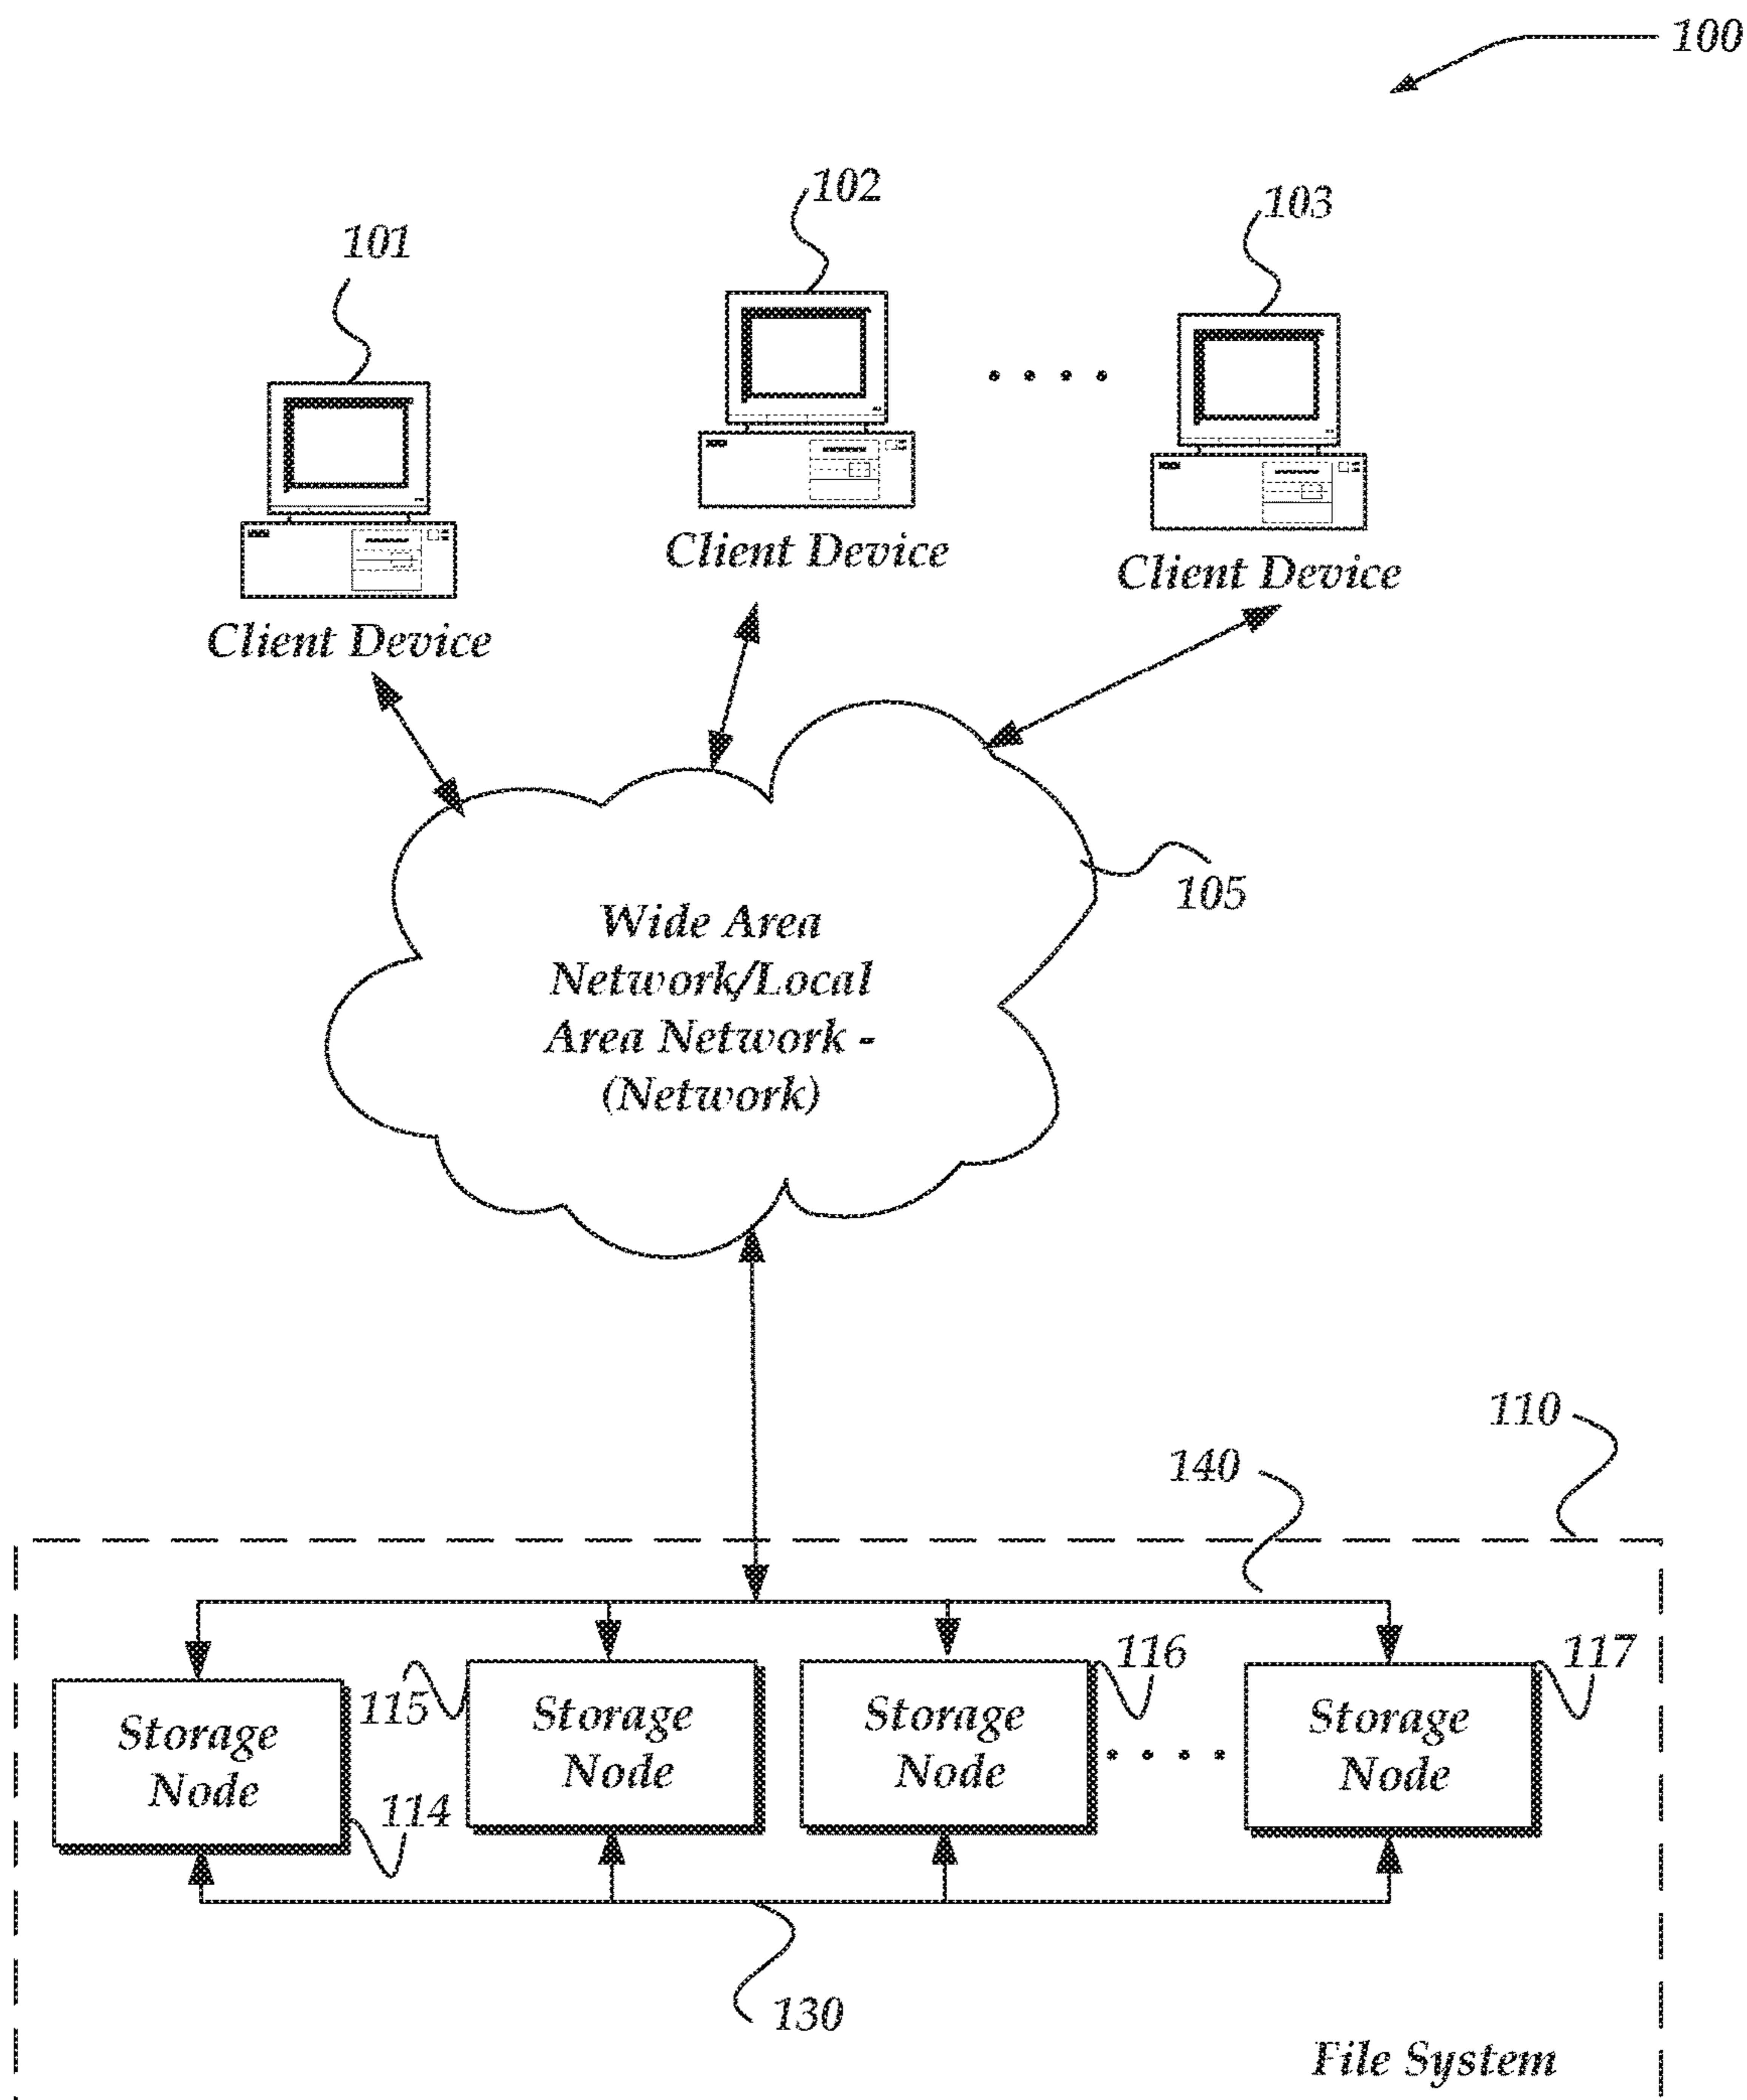 100
102
103
101
Client Device
Client Device
Client Device
105
Wide Area
Network/Local
Area Network -
(Network)
110
140
116
117
115
Storage
Node
Storage
Node
Storage
Node
Storage
Node
114
130
File System